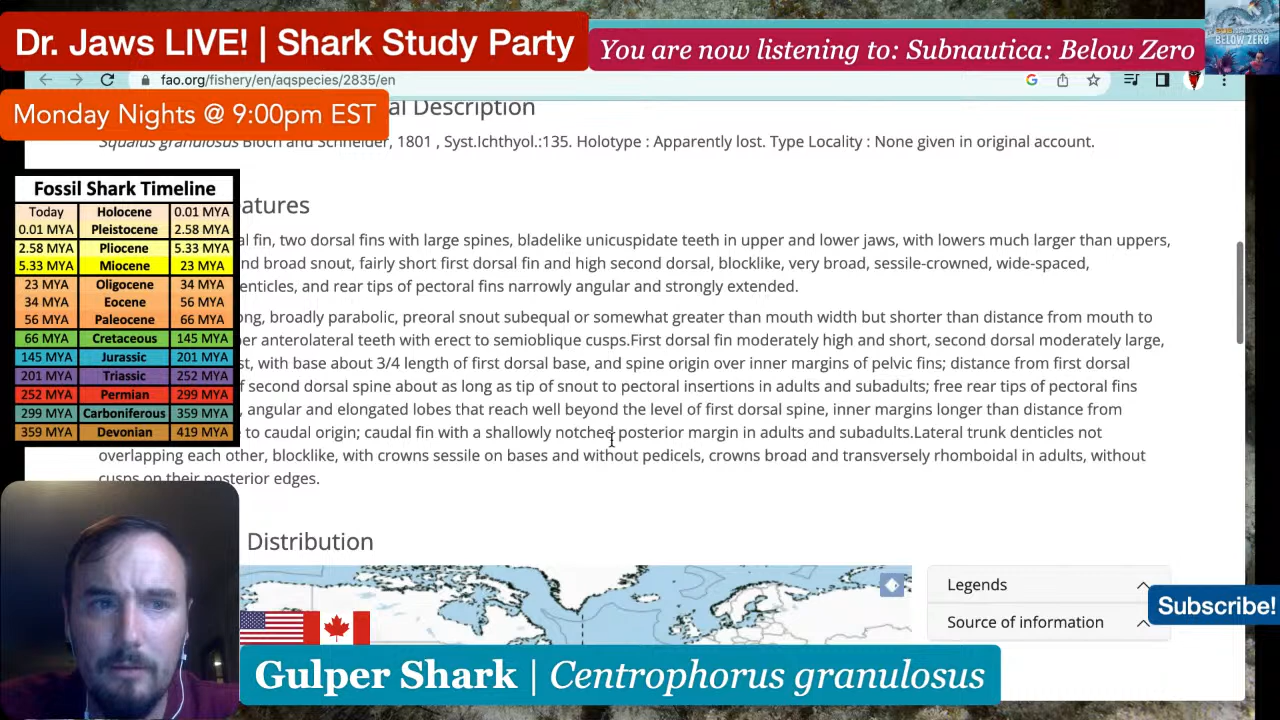 Dr. Jaws LIVE! | Shark Study Party
You are now listening to: Subnautica: Below Zero
BELOW ZERO
fao.org/fishery/en/aqspecies/2835/en
Monday Nights @ 9:00pm EST
al Description
Squalus granulosus Bloch and Schneider, 1801 , Syst.Ichthyol.:135. Holotype : Apparently lost. Type Locality : None given in original account.
Fossil Shark Timeline
Today Holocene 0.01 MYA
0.01 MYA Pleistocene 2.58 MYA
2.58 MYA Pliocene 5.33 MYA
5.33 MYA Miocene 23 MYA
23 MYA Oligocene 34 MYA
34 MYA Eocene 56 MYA
56 MYA Paleocene 66 MYA
66 MYA Cretaceous 145 MYA
145 MYA Jurassic 201 MYA
201 MYA Triassic 252 MYA
252 MYA Permian 299 MYA
299 MYA Carboniferous 359 MYA
359 MYA Devonian 419 MYA
atures
al fin, two dorsal fins with large spines, bladelike unicuspidate teeth in upper and lower jaws, with lowers much larger than uppers,
nd broad snout, fairly short first dorsal fin nd high second dorsal, blocklike, very broad, sessile-crowned, wide-spaced,
enticles, and rear tips of pectoral fins narrowly angular and strongly extended.
ong, broadly parabolic, preoral snout subequal or somewhat greater than mouth width but shorter than distance from mouth to
er anterolateral teeth with erect to semioblique cusps.First dorsal fin moderately high and short, second dorsal moderately large,
st, with base about 3/4 length of first dorsal base, and spine origin over inner margins of pelvic fins; distance from first dorsal
f second dorsal spine about as long as tip of snout to pectoral insertions in adults and subadults; free rear tips of pectoral fins
, angular and elongated lobes that reach well beyond the level of first dorsal spine, inner margins longer than distance from
to caudal origin; caudal fin with a shallowly notched posterior margin in adults and subadults.Lateral trunk denticles not
overlapping each other, blocklike, with crowns sessile on bases and without pedicels, crowns broad and transversely rhomboidal in adults, without
cusps on their posterior edges.
Distribution
Legends
Source of information
Subscribe!
Gulper Shark | Centrophorus granulosus